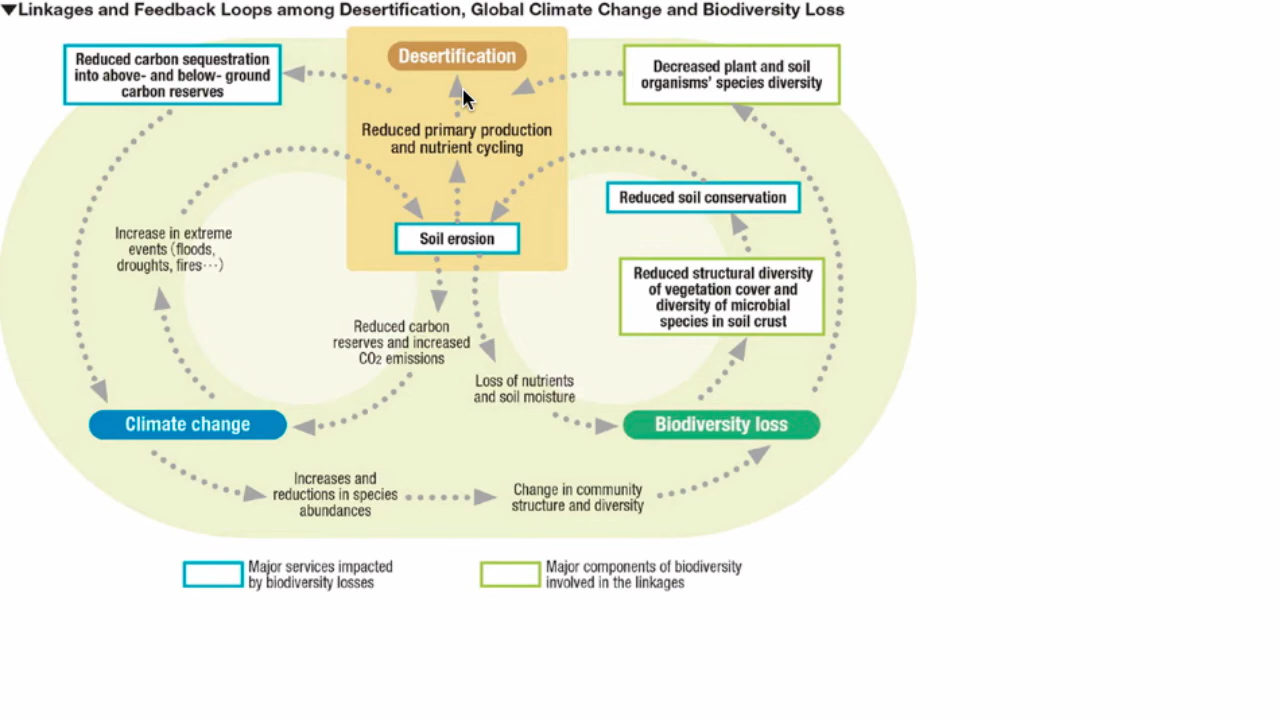 ▼Linkages and Feedback Loops among Desertification, Global Climate Change and Biodiversity Loss
Reduced carbon sequestration
into above- and below- ground
carbon reserves
Desertification
Decreased plant and soil
organisms' species diversity
Reduced primary production
and nutrient cycling
Reduced soil conservation
Soil erosion
Increase in extreme
events (floods,
droughts, fires…)
Reduced structural diversity
of vegetation cover and
diversity of microbial
species in soil crust
Reduced carbon
reserves and increased
CO2 emissions
Loss of nutrients
and soil moisture
Climate change
Biodiversity loss
Increases and
reductions in species
abundances
Change in community
structure and diversity
Major services impacted
by biodiversity losses
Major components of biodiversity
involved in the linkages